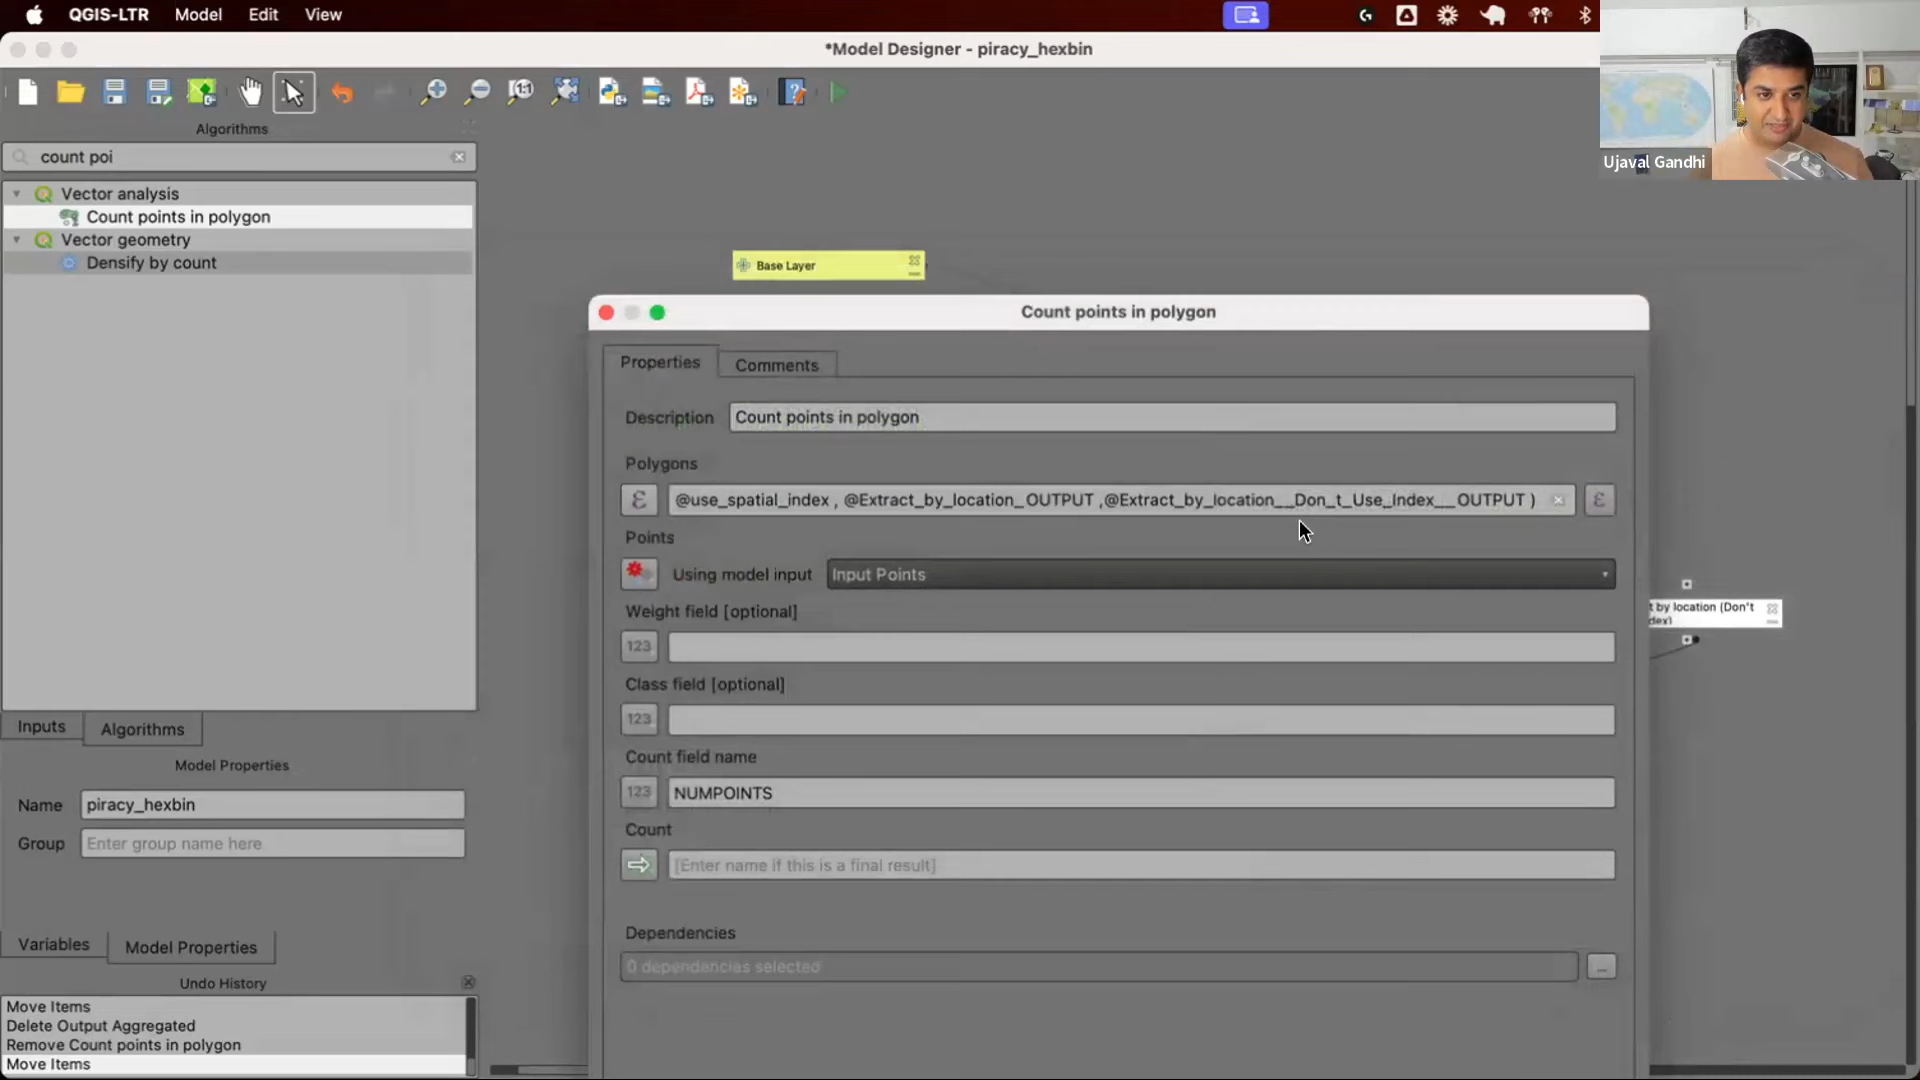 QGIS-LTR Model Edit View
*Model Designer - piracy_hexbin
Algorithms
count poi
Vector analysis
Count points in polygon
Vector geometry
Densify by count
Inputs Algorithms
Model Properties
Name piracy_hexbin
Group Enter group name here
Variables Model Properties
Undo History
Move Items
Delete Output Aggregated
Remove Count points in polygon
Move Items
Base Layer
Count points in polygon
Properties Comments
Description Count points in polygon
Polygons
ε @use_spatial_index , @Extract_by_location_OUTPUT ,@Extract_by_location__Don_t_Use_Index__OUTPUT ) ε
Points
Using model input Input Points
Weight field [optional]
123
Class field [optional]
123
Count field name
123 NUMPOINTS
Count
[Enter name if this is a final result]
Dependencies
0 dependencies selected ...
t by location (Don't
dex)
Ujaval Gandhi